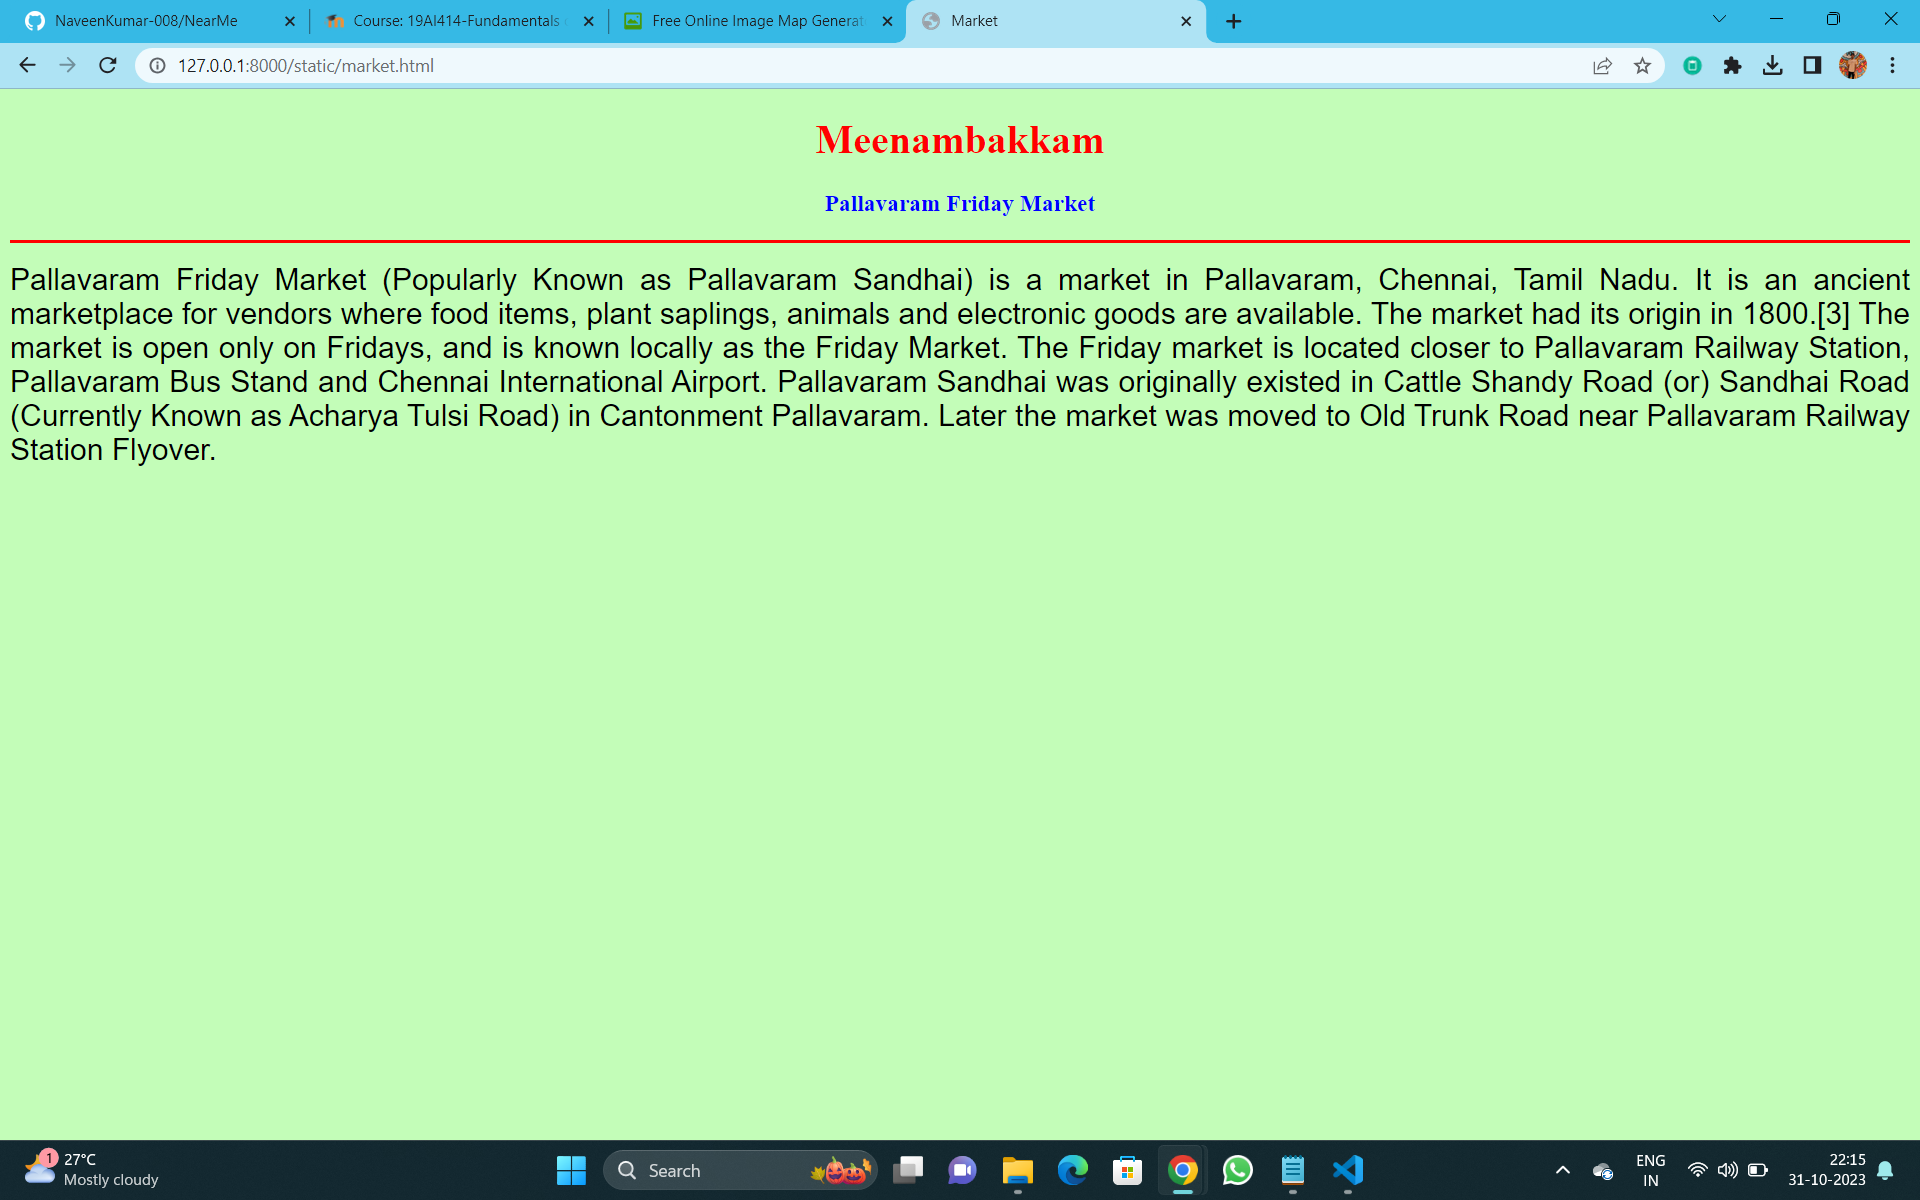 NaveenKumar-008/NearMe
Course: 19AI414-Fundamentals
Free Online Image Map Generat
Market
127.0.0.1:8000/static/market.html
Meenambakkam
Pallavaram Friday Market
Pallavaram Friday Market (Popularly Known as Pallavaram Sandhai) is a market in Pallavaram, Chennai, Tamil Nadu. It is an ancient
marketplace for vendors where food items, plant saplings, animals and electronic goods are available. The market had its origin in 1800.[3] The
market is open only on Fridays, and is known locally as the Friday Market. The Friday market is located closer to Pallavaram Railway Station,
Pallavaram Bus Stand and Chennai International Airport. Pallavaram Sandhai was originally existed in Cattle Shandy Road (or) Sandhai Road
(Currently Known as Acharya Tulsi Road) in Cantonment Pallavaram. Later the market was moved to Old Trunk Road near Pallavaram Railway
Station Flyover.
1
27°C
Mostly cloudy
Search
ENG
IN
22:15
31-10-2023